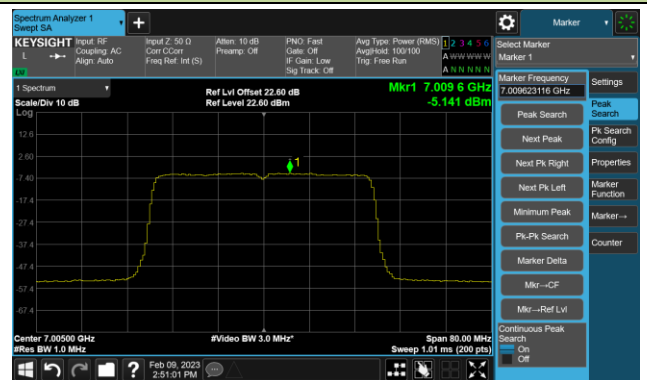 Spectrum Analyzer 1
Swept SA
Marker
KEYSIGHT
L
LXI
Input: RF
Coupling: AC
Align: Auto
Input Z: 50 Ω
Corr CCorr
Freq Ref: Int (S)
Atten: 10 dB
Preamp: Off
PNO: Fast
Gate: Off
IF Gain: Low
Sig Track: Off
Avg Type: Power (RMS)
Avg|Hold: 100/100
Trig: Free Run
1 2 3 4 5 6
A W W W W W
A N N N N N
Select Marker
Marker 1
1 Spectrum
Scale/Div 10 dB
Log
Ref Lvl Offset 22.60 dB
Ref Level 22.60 dBm
Mkr1 7.009 6 GHz
-5.141 dBm
12.6
2.60
-7.40
-17.4
-27.4
-37.4
-47.4
-57.4
-67.4
1
Center 7.00500 GHz
#Res BW 1.0 MHz
#Video BW 3.0 MHz*
Span 80.00 MHz
Sweep 1.01 ms (200 pts)
Marker Frequency
7.009623116 GHz
Peak Search
Next Peak
Next Pk Right
Next Pk Left
Minimum Peak
Pk-Pk Search
Marker Delta
Mkr→CF
Mkr→Ref Lvl
Continuous Peak
Search
On
Off
Settings
Peak
Search
Pk Search
Config
Properties
Marker
Function
Marker→
Counter
?
Feb 09, 2023
2:51:01 PM